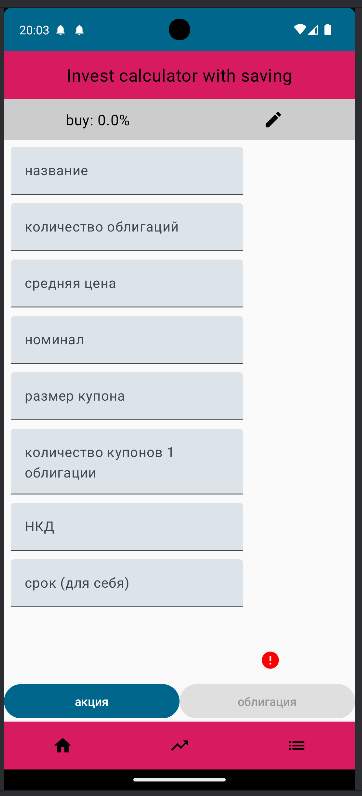 20:03
Invest calculator with saving
buy: 0.0%
название
количество облигаций
средняя цена
номинал
размер купона
количество купонов 1
облигации
НКД
срок (для себя)
акция
облигация